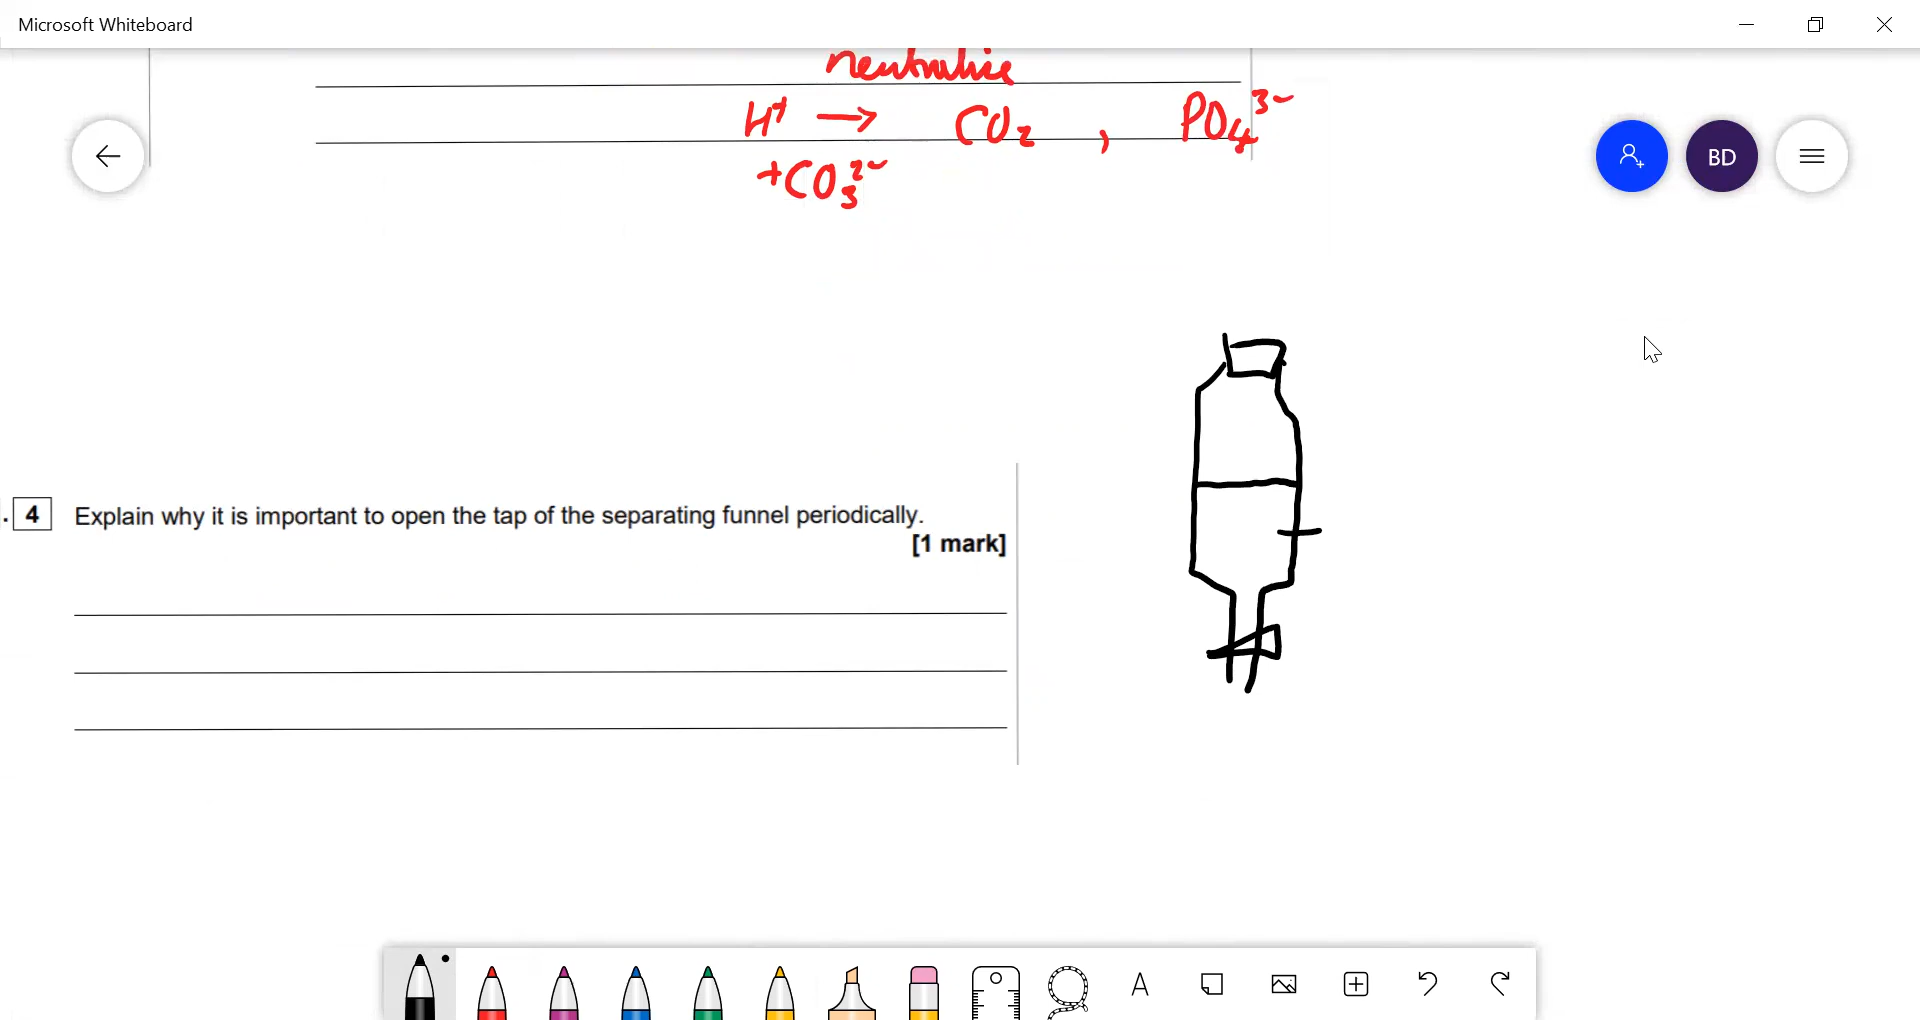 Microsoft Whiteboard
neutralise
H⁺ → CO₂ , PO₄³⁻
+CO₃²⁻
BD
. 4 Explain why it is important to open the tap of the separating funnel periodically.
[1 mark]
A